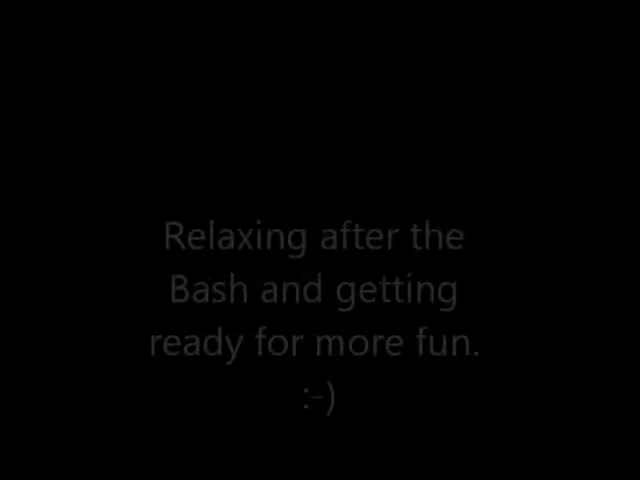 Relaxing after the
Bash and getting
ready for more fun.
:-)